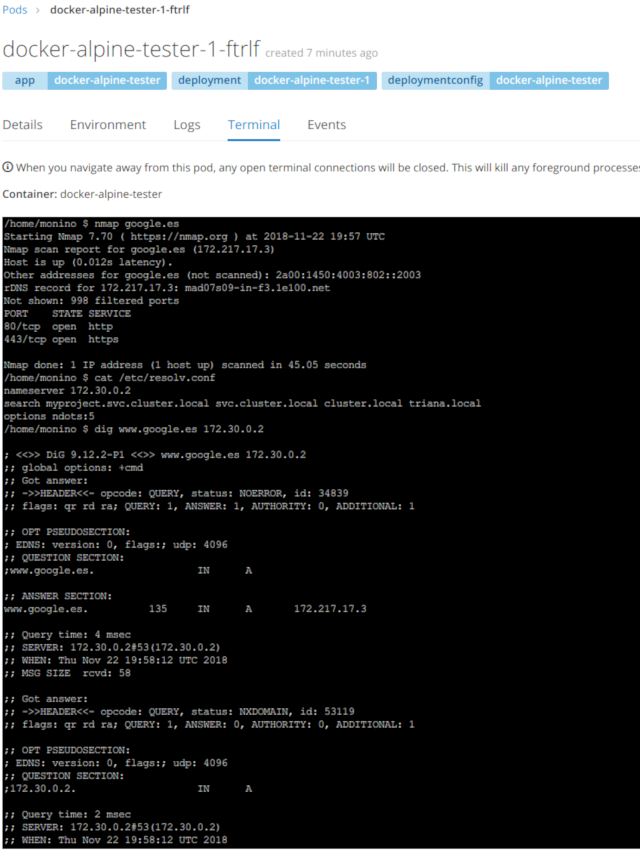 Pods › docker-alpine-tester-1-ftrlf
docker-alpine-tester-1-ftrlf created 7 minutes ago
app docker-alpine-tester deployment docker-alpine-tester-1 deploymentconfig docker-alpine-tester
Details Environment Logs Terminal Events
When you navigate away from this pod, any open terminal connections will be closed. This will kill any foreground processes
Container: docker-alpine-tester
/home/monino $ nmap google.es
Starting Nmap 7.70 ( https://nmap.org ) at 2018-11-22 19:57 UTC
Nmap scan report for google.es (172.217.17.3)
Host is up (0.012s latency).
Other addresses for google.es (not scanned): 2a00:1450:4003:802::2003
rDNS record for 172.217.17.3: mad07s09-in-f3.1e100.net
Not shown: 998 filtered ports
PORT STATE SERVICE
80/tcp open http
443/tcp open https
Nmap done: 1 IP address (1 host up) scanned in 45.05 seconds
/home/monino $ cat /etc/resolv.conf
nameserver 172.30.0.2
search myproject.svc.cluster.local svc.cluster.local cluster.local triana.local
options ndots:5
/home/monino $ dig www.google.es 172.30.0.2
; <<>> DiG 9.12.2-P1 <<>> www.google.es 172.30.0.2
;; global options: +cmd
;; Got answer:
;; ->>HEADER<<- opcode: QUERY, status: NOERROR, id: 34839
;; flags: qr rd ra; QUERY: 1, ANSWER: 1, AUTHORITY: 0, ADDITIONAL: 1
;; OPT PSEUDOSECTION:
; EDNS: version: 0, flags:; udp: 4096
;; QUESTION SECTION:
;www.google.es. IN A
;; ANSWER SECTION:
www.google.es. 135 IN A 172.217.17.3
;; Query time: 4 msec
;; SERVER: 172.30.0.2#53(172.30.0.2)
;; WHEN: Thu Nov 22 19:58:12 UTC 2018
;; MSG SIZE rcvd: 58
;; Got answer:
;; ->>HEADER<<- opcode: QUERY, status: NXDOMAIN, id: 53119
;; flags: qr rd ra; QUERY: 1, ANSWER: 0, AUTHORITY: 0, ADDITIONAL: 1
;; OPT PSEUDOSECTION:
; EDNS: version: 0, flags:; udp: 4096
;; QUESTION SECTION:
;172.30.0.2. IN A
;; Query time: 2 msec
;; SERVER: 172.30.0.2#53(172.30.0.2)
;; WHEN: Thu Nov 22 19:58:12 UTC 2018